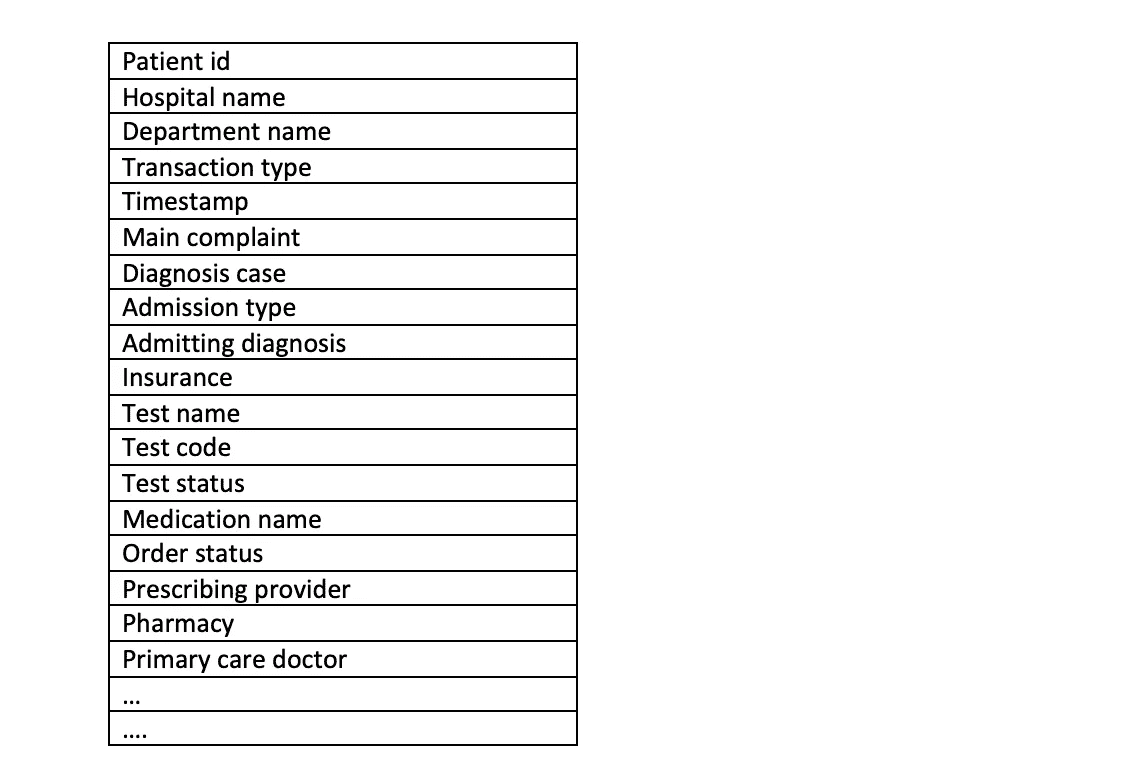 Patient id
Hospital name
Department name
Transaction type
Timestamp
Main complaint
Diagnosis case
Admission type
Admitting diagnosis
Insurance
Test name
Test code
Test status
Medication name
Order status
Prescribing provider
Pharmacy
Primary care doctor
...
....